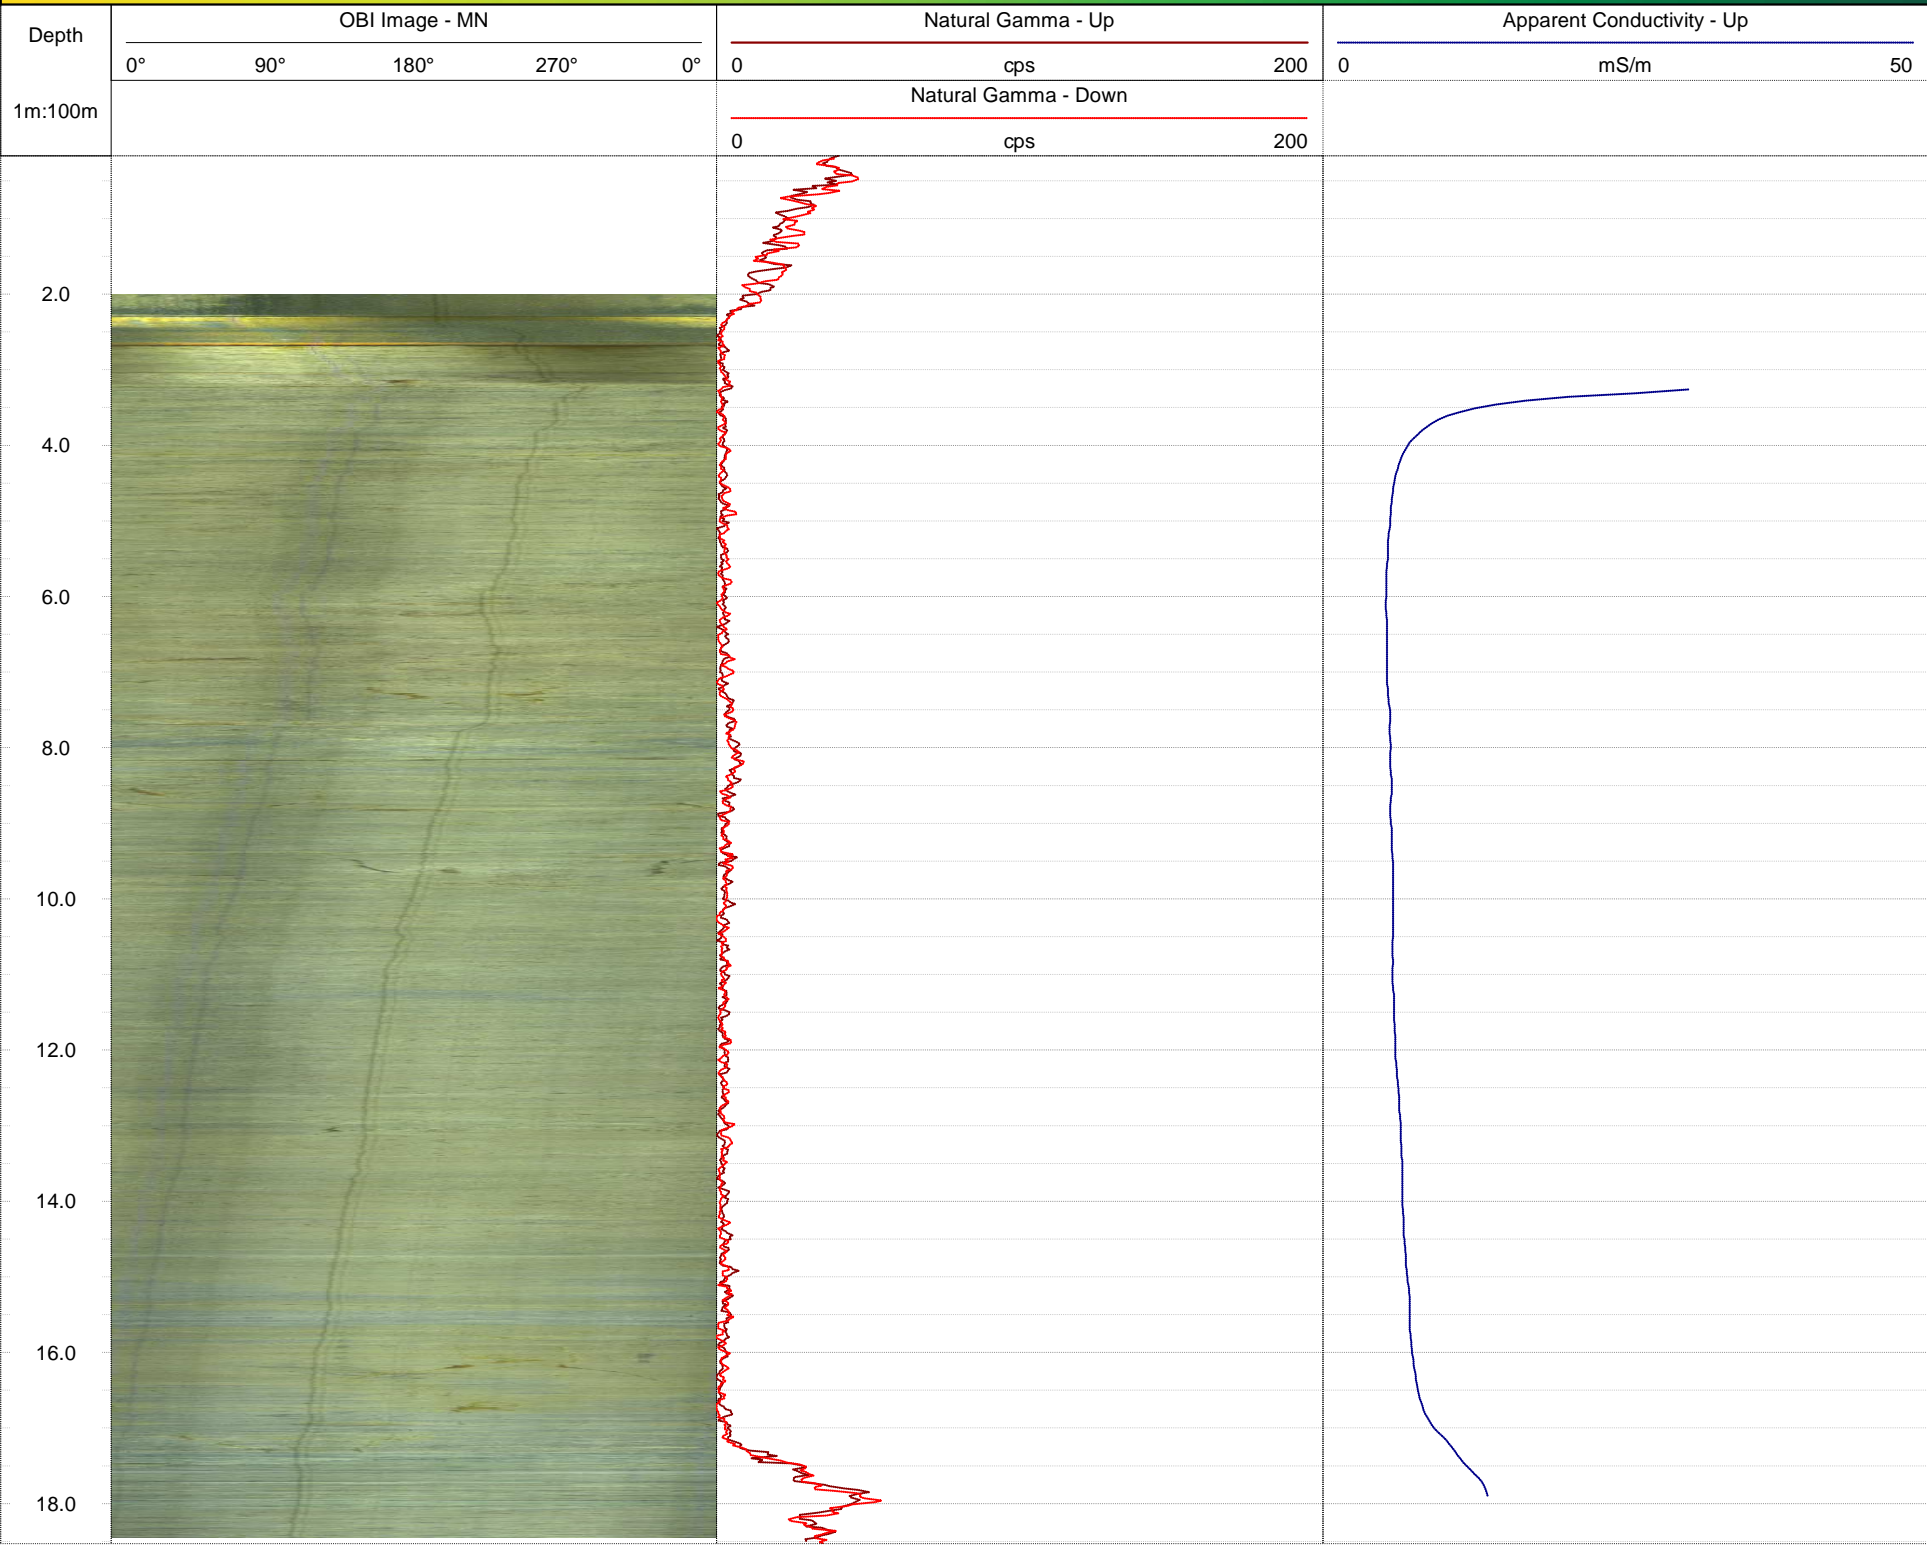 Depth
1m:100m
OBI Image - MN
0° 90° 180° 270° 0°
Natural Gamma - Up
0 cps 200
Natural Gamma - Down
0 cps 200
Apparent Conductivity - Up
0 mS/m 50
2.0
4.0
6.0
8.0
10.0
12.0
14.0
16.0
18.0